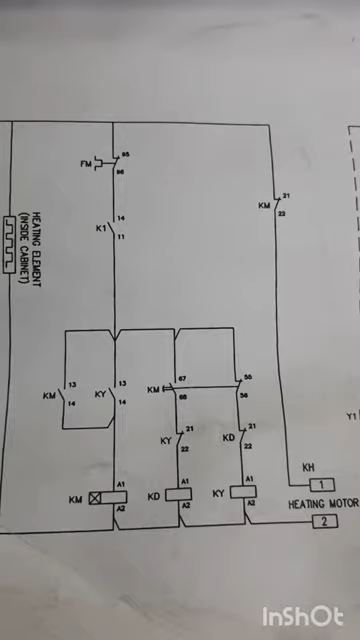 95
FM
96
21
KM
22
14
K1
11
HEATING ELEMENT
(INSIDE CABINET)
13
KM
14
13
KY
14
67
KM
68
55
56
Y1
21
KY
22
21
KD
22
KH
1
A1
KM
A2
A1
KD
A2
A1
KY
A2
HEATING MOTOR
2
InShOt